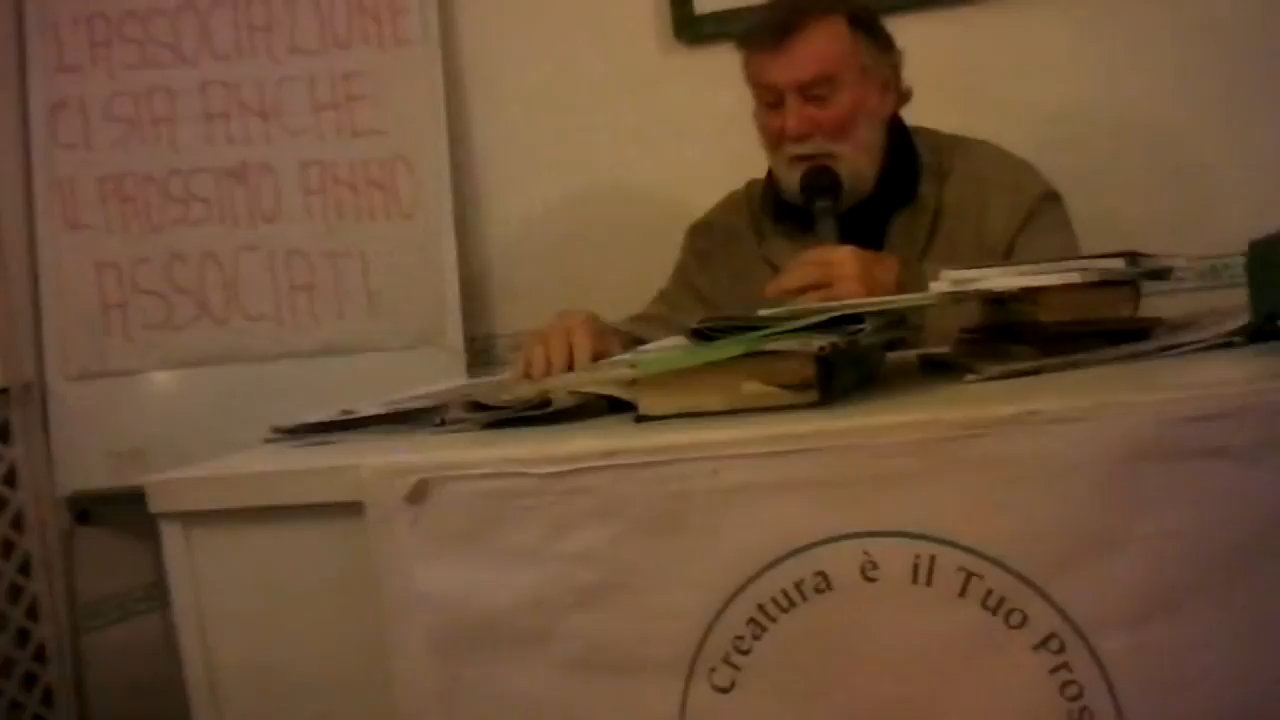 L'ASSOCIAZIONE
CI SIA ANCHE
IL PROSSIMO ANNO
ASSOCIATI
Creatura è il Tuo Pros